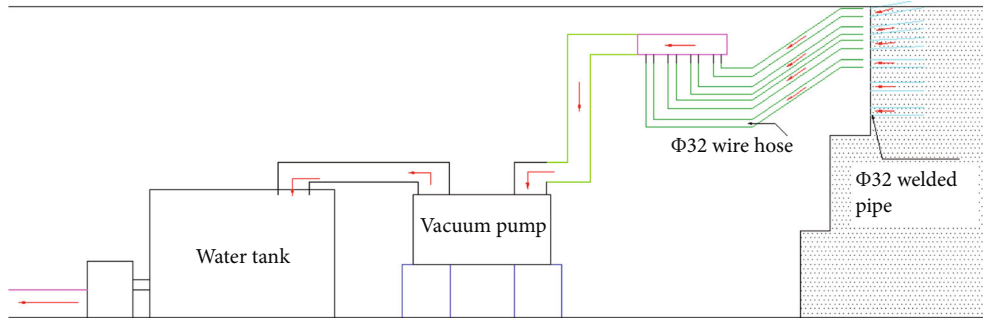 Φ32 wire hose
Φ32 welded
pipe
Vacuum pump
Water tank